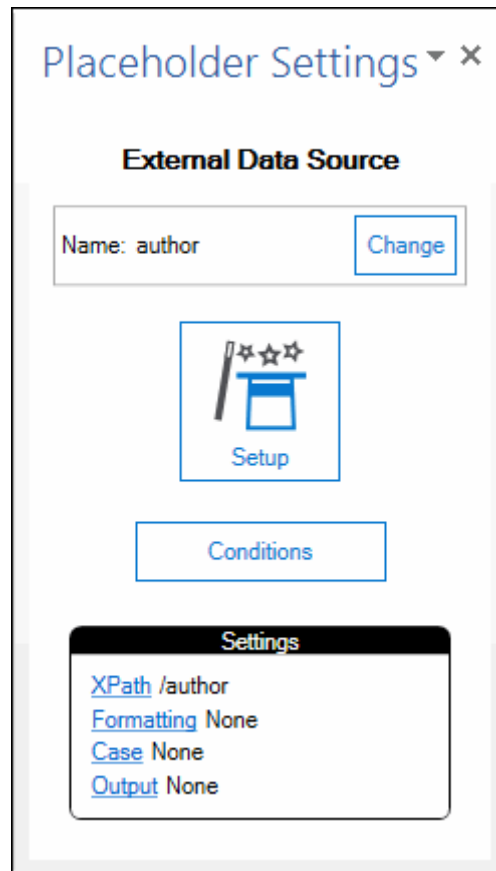 Placeholder Settings
External Data Source
Name: author
Change
Setup
Conditions
Settings
XPath /author
Formatting None
Case None
Output None